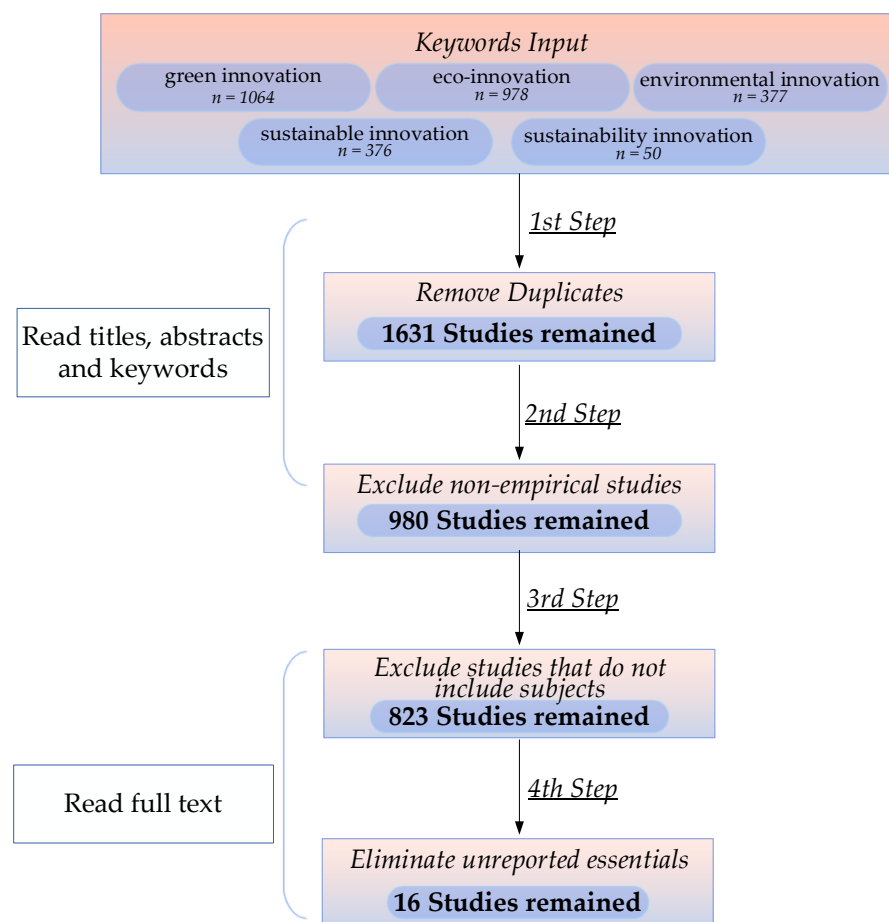 Keywords Input
green innovation
n = 1064
eco-innovation
n = 978
environmental innovation
n = 377
sustainable innovation
n = 376
sustainability innovation
n = 50
1st Step
Remove Duplicates
1631 Studies remained
Read titles, abstracts
and keywords
2nd Step
Exclude non-empirical studies
980 Studies remained
3rd Step
Exclude studies that do not
include subjects
823 Studies remained
Read full text
4th Step
Eliminate unreported essentials
16 Studies remained